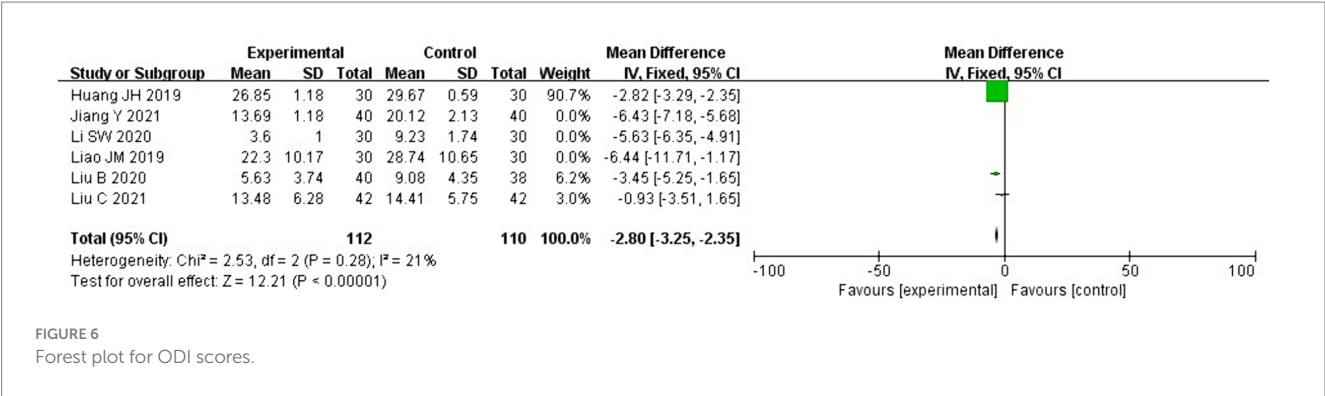 Experimental Control Mean Difference Mean Difference
Study or Subgroup Mean SD Total Mean SD Total Weight IV, Fixed, 95% CI IV, Fixed, 95% CI
Huang JH 2019 26.85 1.18 30 29.67 0.59 30 90.7% -2.82 [-3.29, -2.35]
Jiang Y 2021 13.69 1.18 40 20.12 2.13 40 0.0% -6.43 [-7.18, -5.68]
Li SW 2020 3.6 1 30 9.23 1.74 30 0.0% -5.63 [-6.35, -4.91]
Liao JM 2019 22.3 10.17 30 28.74 10.65 30 0.0% -6.44 [-11.71, -1.17]
Liu B 2020 5.63 3.74 40 9.08 4.35 38 6.2% -3.45 [-5.25, -1.65]
Liu C 2021 13.48 6.28 42 14.41 5.75 42 3.0% -0.93 [-3.51, 1.65]
Total (95% CI) 112 110 100.0% -2.80 [-3.25, -2.35]
Heterogeneity: Chi² = 2.53, df = 2 (P = 0.28); I² = 21%
Test for overall effect: Z = 12.21 (P < 0.00001)
-100 -50 0 50 100
Favours [experimental] Favours [control]
FIGURE 6
Forest plot for ODI scores.